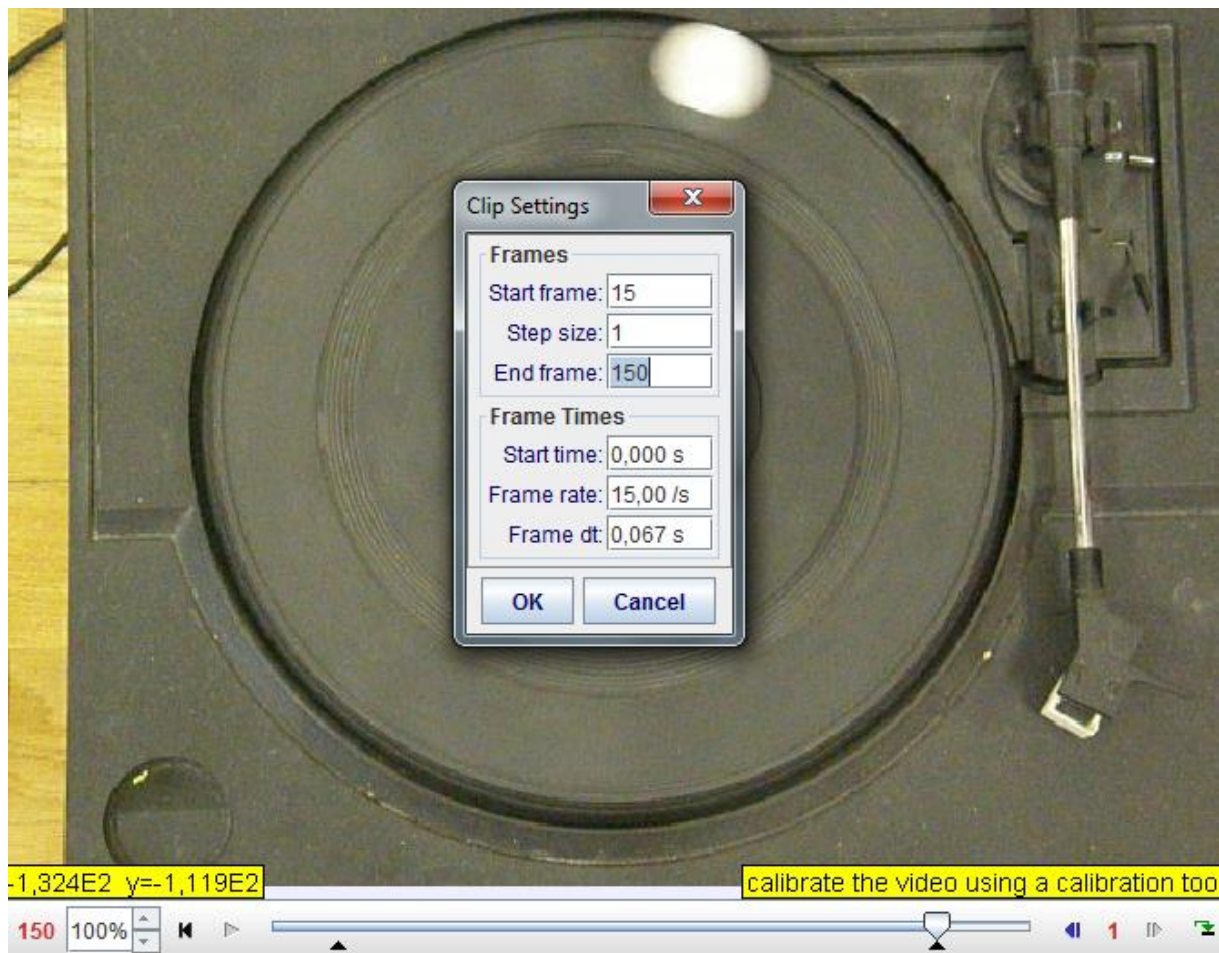 Clip Settings
Frames
Start frame: 15
Step size: 1
End frame: 150
Frame Times
Start time: 0,000 s
Frame rate: 15,00 /s
Frame dt: 0,067 s
OK Cancel
-1,324E2 y=-1,119E2
calibrate the video using a calibration too
150 100% 1